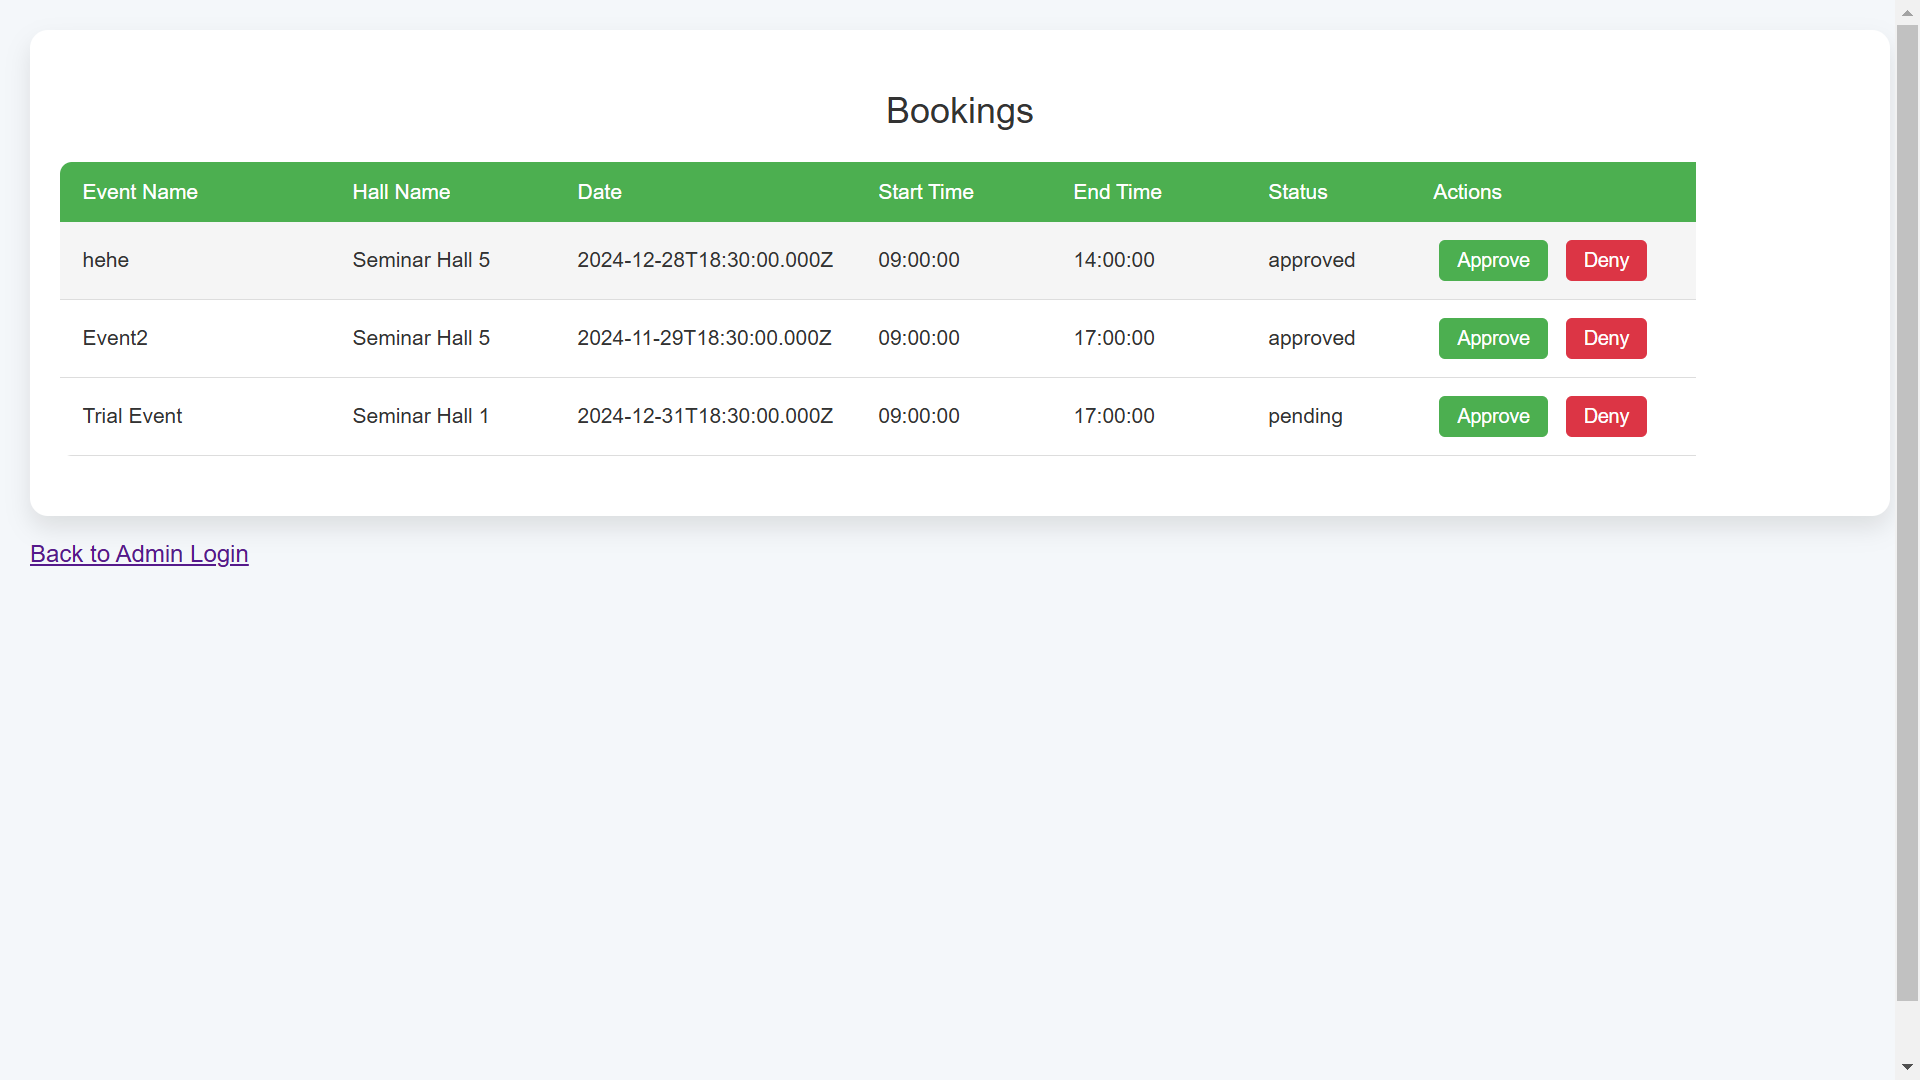 Bookings
Event Name Hall Name Date Start Time End Time Status Actions
hehe Seminar Hall 5 2024-12-28T18:30:00.000Z 09:00:00 14:00:00 approved Approve Deny
Event2 Seminar Hall 5 2024-11-29T18:30:00.000Z 09:00:00 17:00:00 approved Approve Deny
Trial Event Seminar Hall 1 2024-12-31T18:30:00.000Z 09:00:00 17:00:00 pending Approve Deny
Back to Admin Login